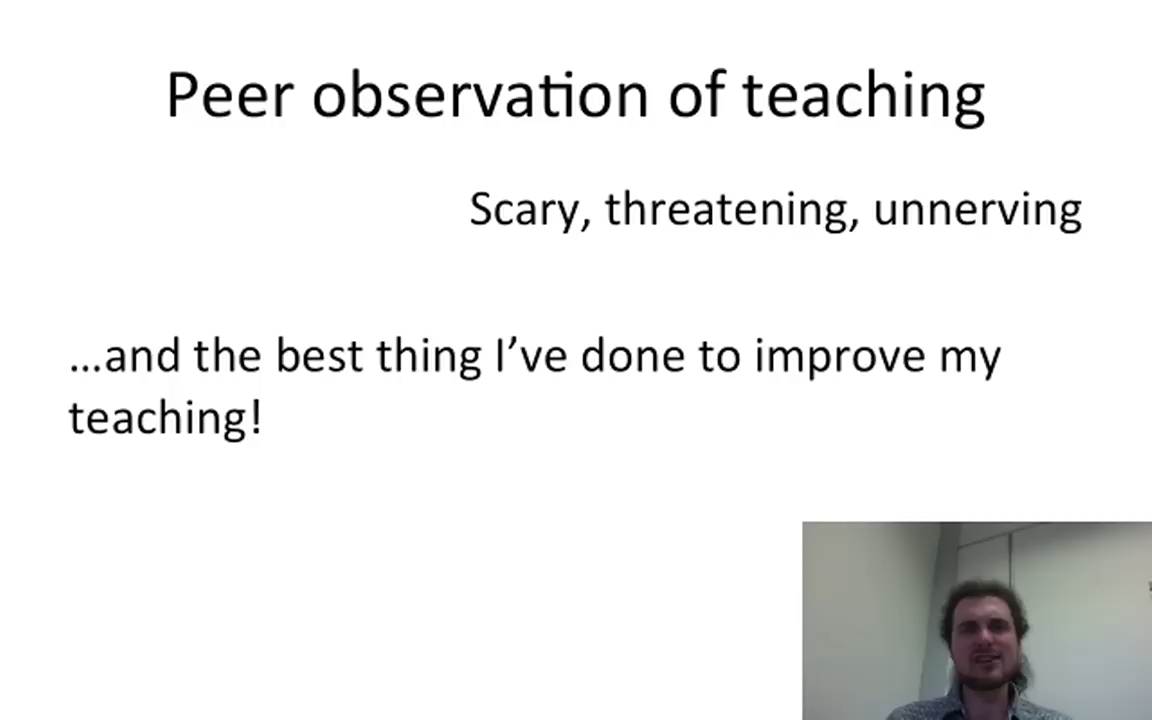 Peer observation of teaching
Scary, threatening, unnerving
…and the best thing I’ve done to improve my
teaching!